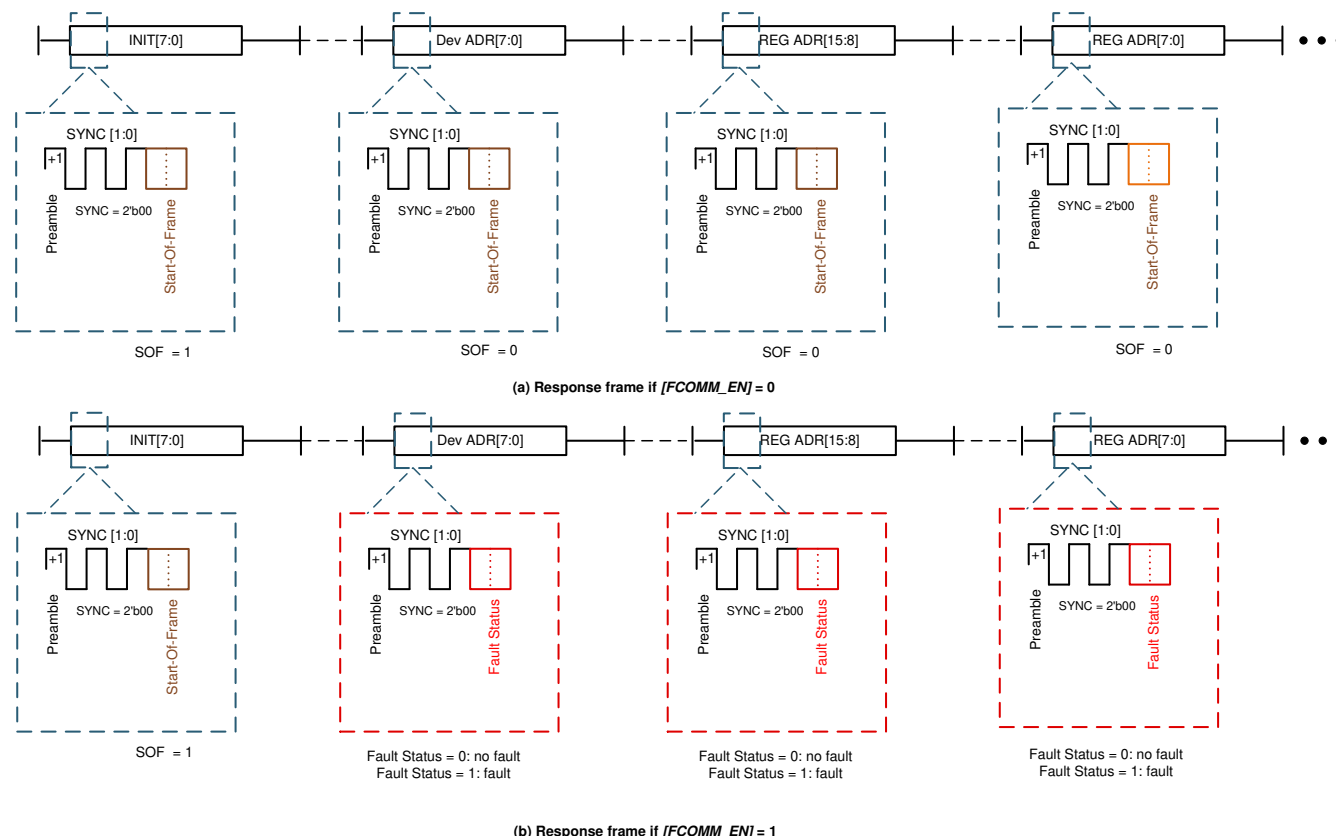 INIT[7:0]
Dev ADR[7:0]
REG ADR[15:8]
REG ADR[7:0]
SYNC [1:0]
+1
Preamble
SYNC = 2'b00
Start-Of-Frame
SOF = 1
SYNC [1:0]
+1
Preamble
SYNC = 2'b00
Start-Of-Frame
SOF = 0
SYNC [1:0]
+1
Preamble
SYNC = 2'b00
Start-Of-Frame
SOF = 0
SYNC [1:0]
+1
Preamble
SYNC = 2'b00
Start-Of-Frame
SOF = 0
(a) Response frame if [FCOMM_EN] = 0
INIT[7:0]
Dev ADR[7:0]
REG ADR[15:8]
REG ADR[7:0]
SYNC [1:0]
+1
Preamble
SYNC = 2'b00
Start-Of-Frame
SOF = 1
SYNC [1:0]
+1
Preamble
SYNC = 2'b00
Fault Status
Fault Status = 0: no fault
Fault Status = 1: fault
SYNC [1:0]
+1
Preamble
SYNC = 2'b00
Fault Status
Fault Status = 0: no fault
Fault Status = 1: fault
SYNC [1:0]
+1
Preamble
SYNC = 2'b00
Fault Status
Fault Status = 0: no fault
Fault Status = 1: fault
(b) Response frame if [FCOMM_EN] = 1